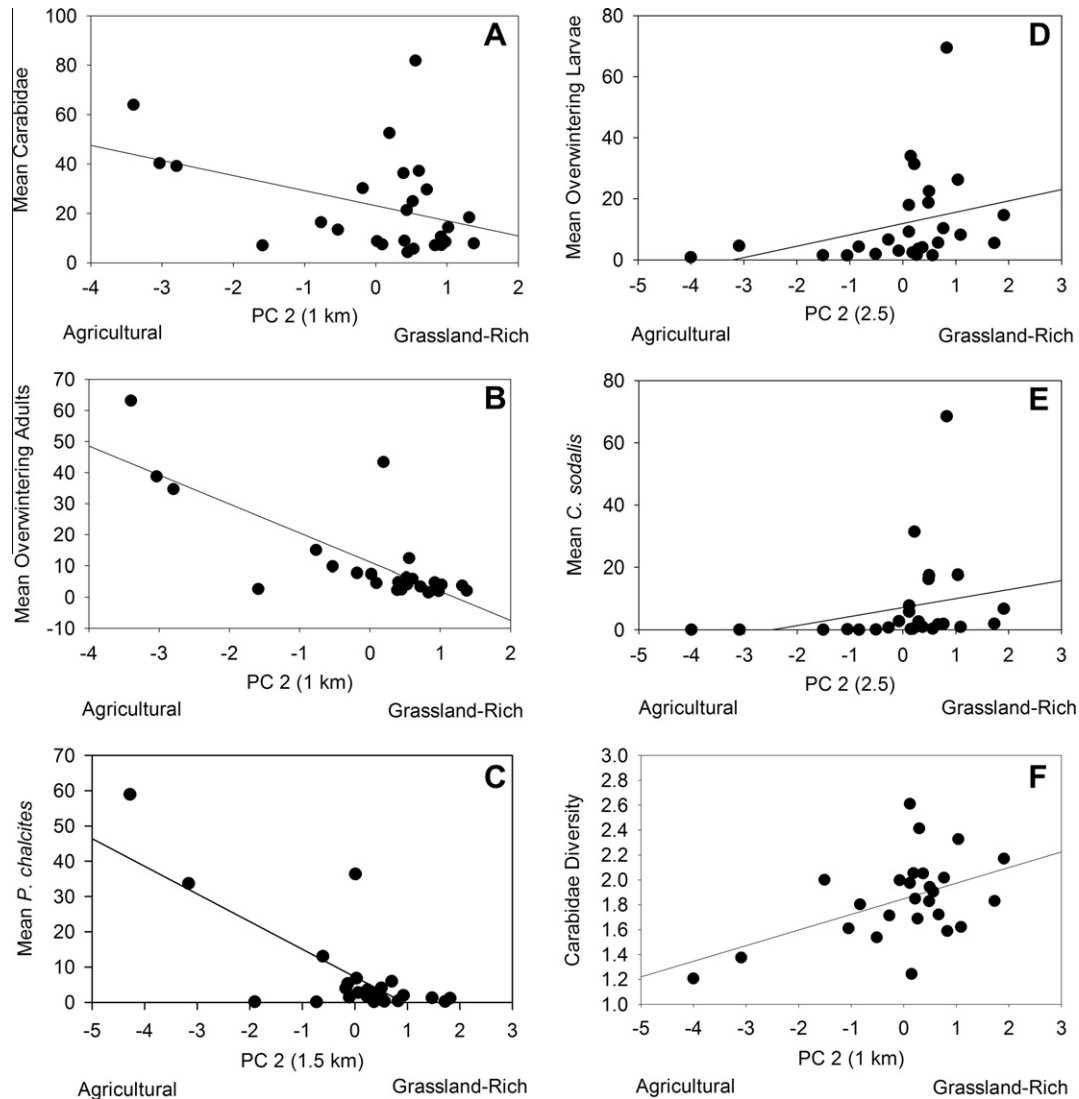 A
Mean Carabidae
100
80
60
40
20
0
-4 -3 -2 -1 0 1 2
PC 2 (1 km)
Agricultural Grassland-Rich
B
Mean Overwintering Adults
70
60
50
40
30
20
10
0
-10
-4 -3 -2 -1 0 1 2
PC 2 (1 km)
Agricultural Grassland-Rich
C
Mean P. chalcites
70
60
50
40
30
20
10
0
-5 -4 -3 -2 -1 0 1 2 3
PC 2 (1.5 km)
Agricultural Grassland-Rich
D
Mean Overwintering Larvae
80
60
40
20
0
-5 -4 -3 -2 -1 0 1 2 3
PC 2 (2.5)
Agricultural Grassland-Rich
E
Mean C. sodalis
80
60
40
20
0
-5 -4 -3 -2 -1 0 1 2 3
PC 2 (2.5)
Agricultural Grassland-Rich
F
Carabidae Diversity
3.0
2.8
2.6
2.4
2.2
2.0
1.8
1.6
1.4
1.2
1.0
-5 -4 -3 -2 -1 0 1 2 3
PC 2 (1 km)
Agricultural Grassland-Rich